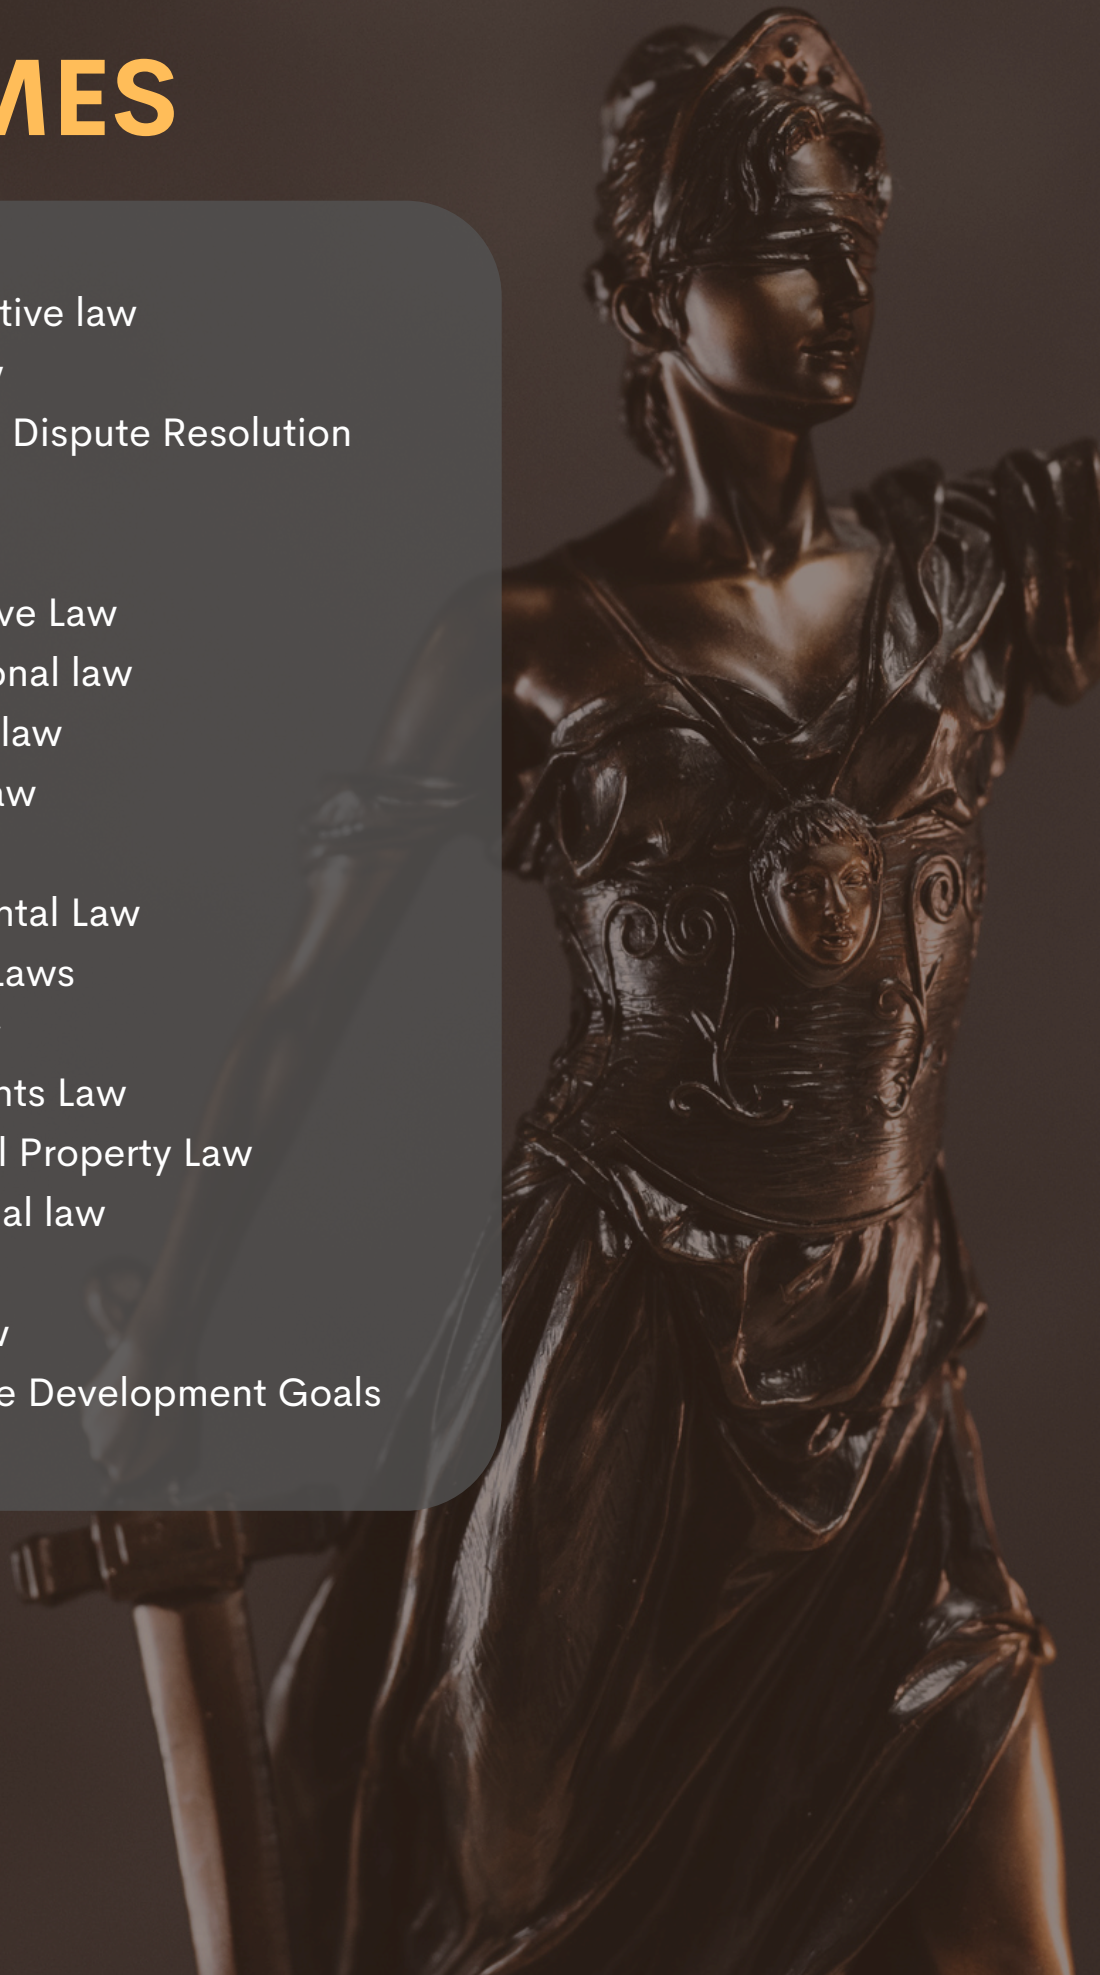 MES
tive law
Dispute Resolution
ve Law
onal law
law
aw
ntal Law
Laws
nts Law
l Property Law
al law
w
e Development Goals